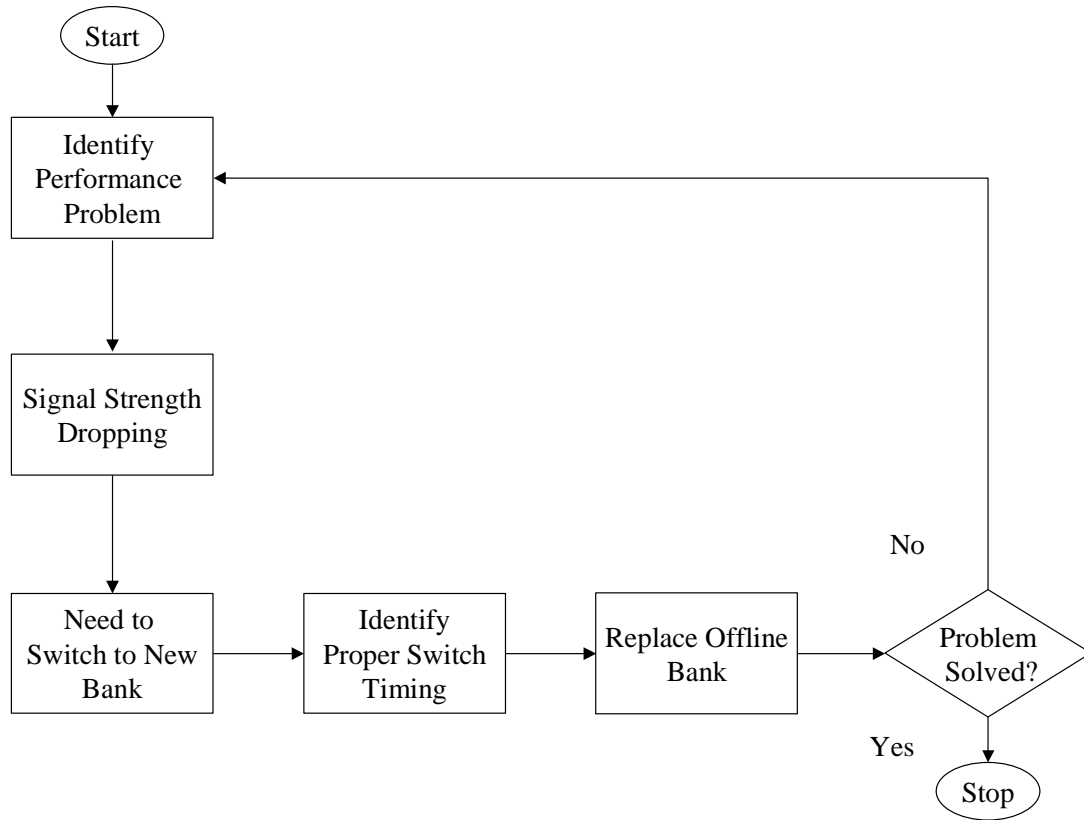 Start
Identify
Performance
Problem
Signal Strength
Dropping
Need to
Switch to New
Bank
Identify
Proper Switch
Timing
Replace Offline
Bank
No
Problem
Solved?
Yes
Stop